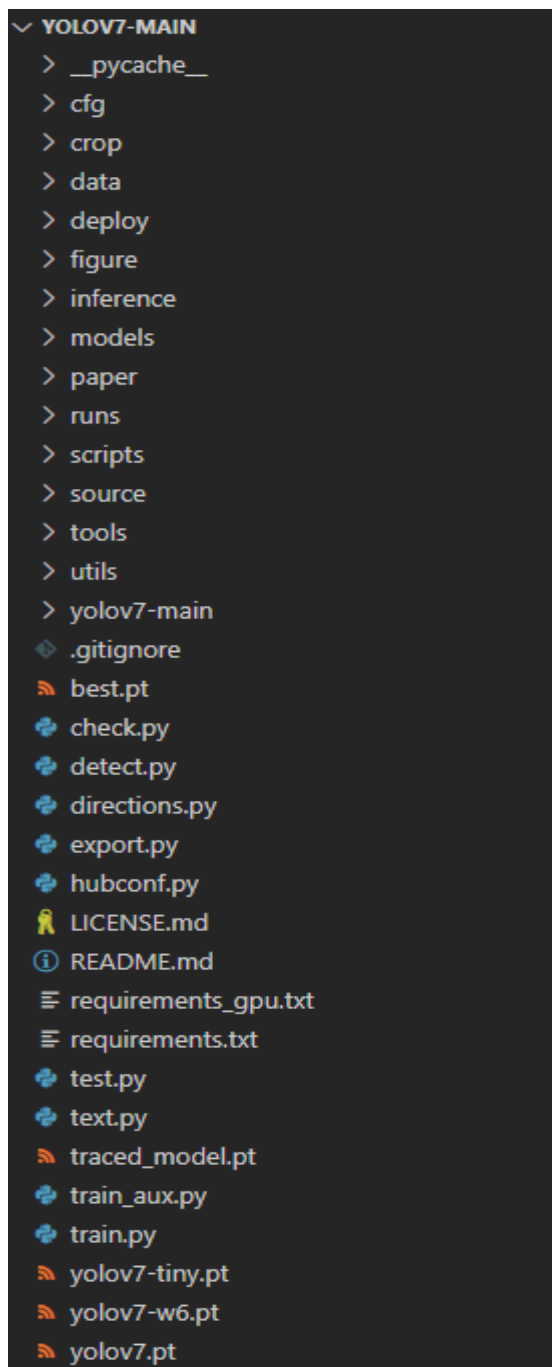 YOLOV7-MAIN
__pycache__
cfg
crop
data
deploy
figure
inference
models
paper
runs
scripts
source
tools
utils
yolov7-main
.gitignore
best.pt
check.py
detect.py
directions.py
export.py
hubconf.py
LICENSE.md
README.md
requirements_gpu.txt
requirements.txt
test.py
text.py
traced_model.pt
train_aux.py
train.py
yolov7-tiny.pt
yolov7-w6.pt
yolov7.pt